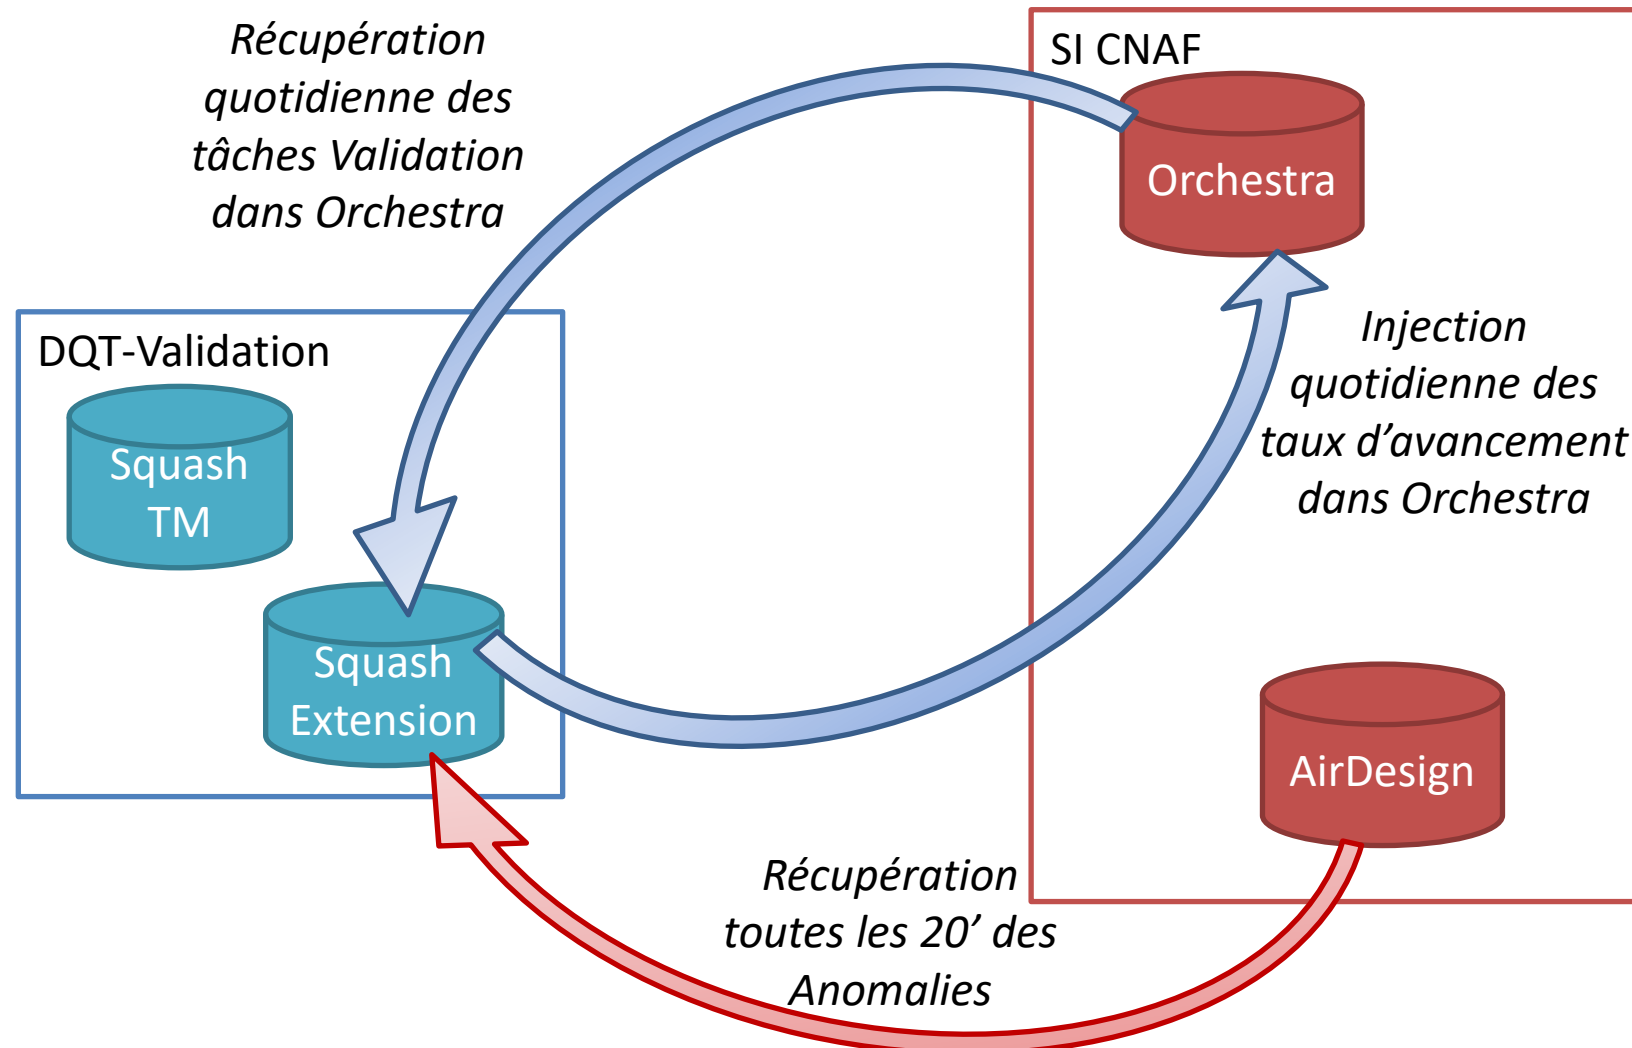 Récupération
quotidienne des
tâches Validation
dans Orchestra
SI CNAF
Orchestra
Injection
quotidienne des
taux d’avancement
dans Orchestra
DQT-Validation
Squash
TM
Squash
Extension
AirDesign
Récupération
toutes les 20’ des
Anomalies